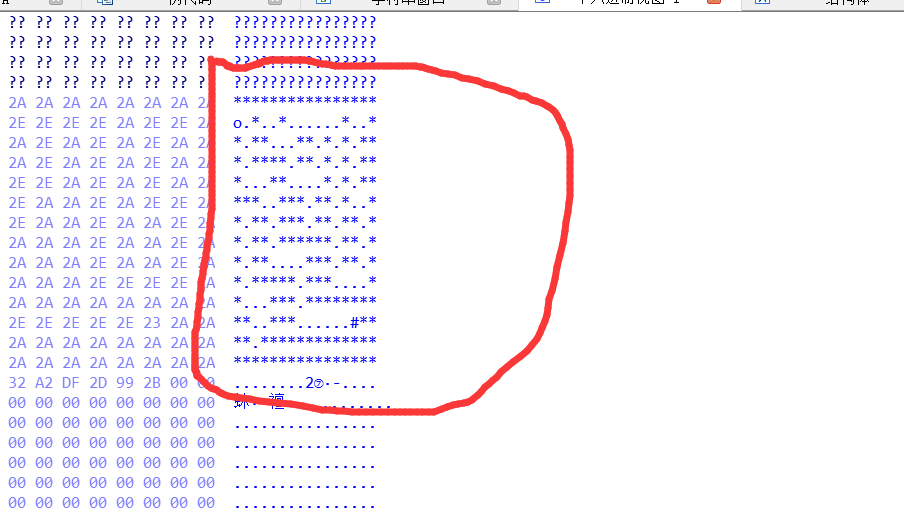 十六进制视图-1
?? ?? ?? ?? ?? ?? ?? ?? ????????????????
?? ?? ?? ?? ?? ?? ?? ?? ????????????????
?? ?? ?? ?? ?? ?? ?? ?? ????????????????
?? ?? ?? ?? ?? ?? ?? ?? ????????????????
2A 2A 2A 2A 2A 2A 2A 2A ****************
2E 2E 2A 2E 2A 2E 2E 2A o.*..*......*..*
2A 2E 2A 2E 2A 2E 2A 2A *.**...**.*.*.**
2A 2E 2A 2E 2A 2E 2A 2A *.****.**.*.*.**
2E 2E 2A 2E 2A 2E 2A 2A *...**....*.*.**
2E 2A 2A 2E 2A 2E 2E 2A ***..***.**.*..*
2E 2A 2A 2E 2A 2A 2E 2A *.**.***.**.**.*
2A 2A 2A 2E 2A 2A 2E 2A *.**.******.**.*
2A 2A 2A 2E 2A 2A 2E 2A *.**....***.**.*
2A 2A 2A 2E 2E 2E 2E 2A *.*****.***....*
2A 2A 2A 2A 2A 2A 2A 2A *...***.********
2E 2E 2E 2E 2E 23 2A 2A **..***......#**
2A 2A 2A 2A 2A 2A 2A 2A **.*************
2A 2A 2A 2A 2A 2A 2A 2A ****************
32 A2 DF 2D 99 2B 00 00
00 00 00 00 00 00 00 00
00 00 00 00 00 00 00 00 ................
00 00 00 00 00 00 00 00 ................
00 00 00 00 00 00 00 00 ................
00 00 00 00 00 00 00 00 ................
00 00 00 00 00 00 00 00 ................